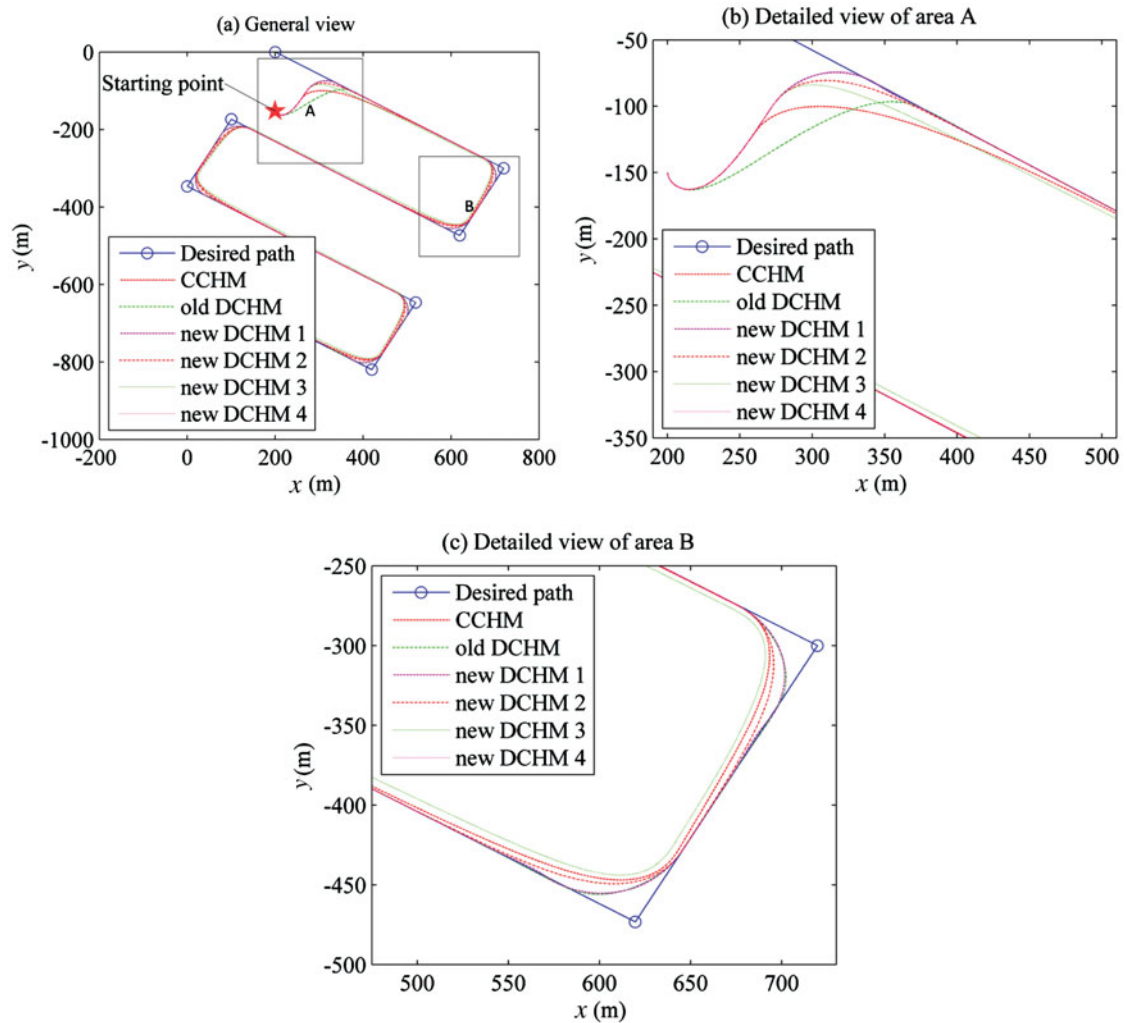 (a) General view
0
-200
-400
-600
-800
-1000
-200
0
200
400
600
800
x (m)
y (m)
Starting point
A
B
Desired path
CCHM
old DCHM
new DCHM 1
new DCHM 2
new DCHM 3
new DCHM 4
(b) Detailed view of area A
-50
-100
-150
-200
-250
-300
-350
200
250
300
350
400
450
500
x (m)
y (m)
Desired path
CCHM
old DCHM
new DCHM 1
new DCHM 2
new DCHM 3
new DCHM 4
(c) Detailed view of area B
-250
-300
-350
-400
-450
-500
500
550
600
650
700
x (m)
y (m)
Desired path
CCHM
old DCHM
new DCHM 1
new DCHM 2
new DCHM 3
new DCHM 4